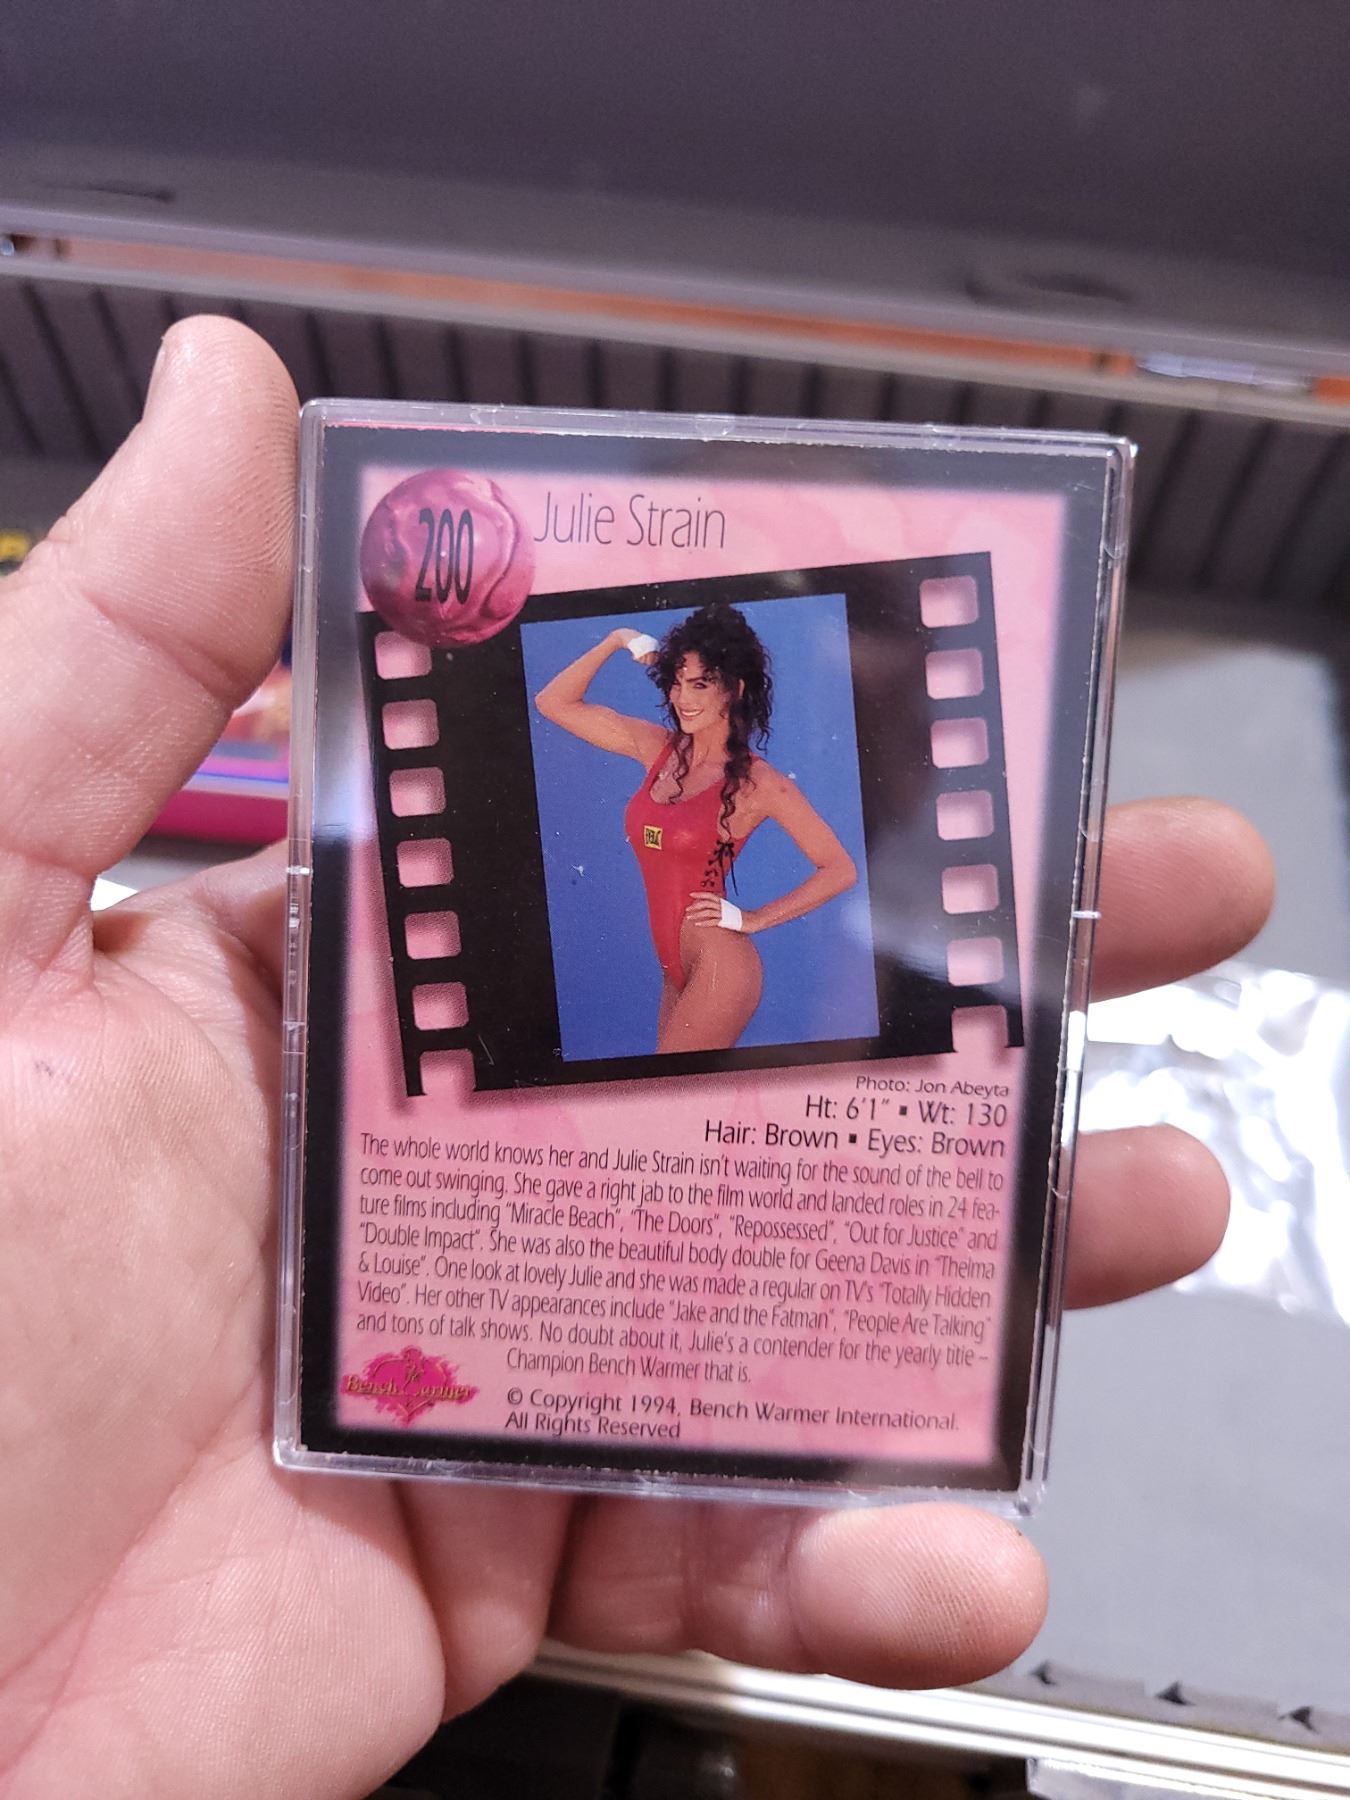 200
Julie Strain
Photo: Jon Abeyta
Ht: 6'1" ▪ Wt: 130
Hair: Brown ▪ Eyes: Brown
The whole world knows her and Julie Strain isn't waiting for the sound of the bell to
come out swinging. She gave a right jab to the film world and landed roles in 24 fea-
ture films including "Miracle Beach", "The Doors", "Repossessed", "Out for Justice" and
"Double Impact". She was also the beautiful body double for Geena Davis in "Thelma
& Louise". One look at lovely Julie and she was made a regular on TV's "Totally Hidden
Video". Her other TV appearances include "Jake and the Fatman", "People Are Talking"
and tons of talk shows. No doubt about it, Julie's a contender for the yearly title –
Champion Bench Warmer that is.
Bench Warmer
© Copyright 1994, Bench Warmer International.
All Rights Reserved